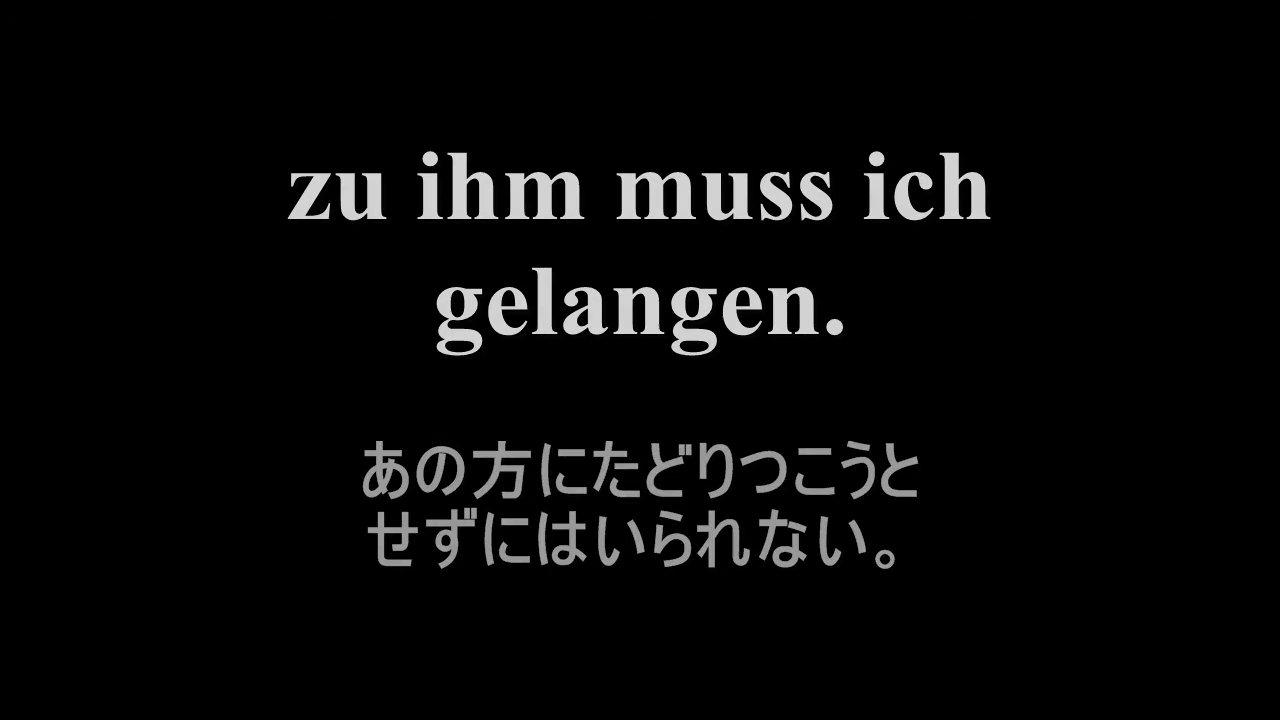 zu ihm muss ich
gelangen.
あの方にたどりつこうと
せずにはいられない。